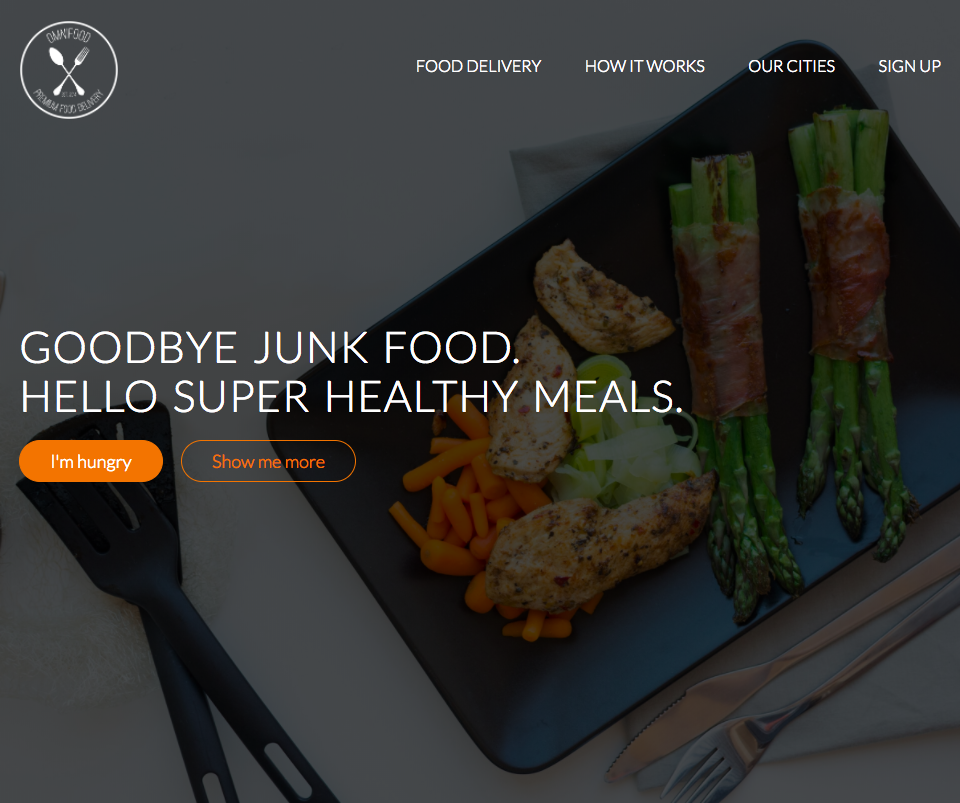 OMNIFOOD
PREMIUM FOOD DELIVERY
FOOD DELIVERY
HOW IT WORKS
OUR CITIES
SIGN UP
GOODBYE JUNK FOOD.
HELLO SUPER HEALTHY MEALS.
I'm hungry
Show me more